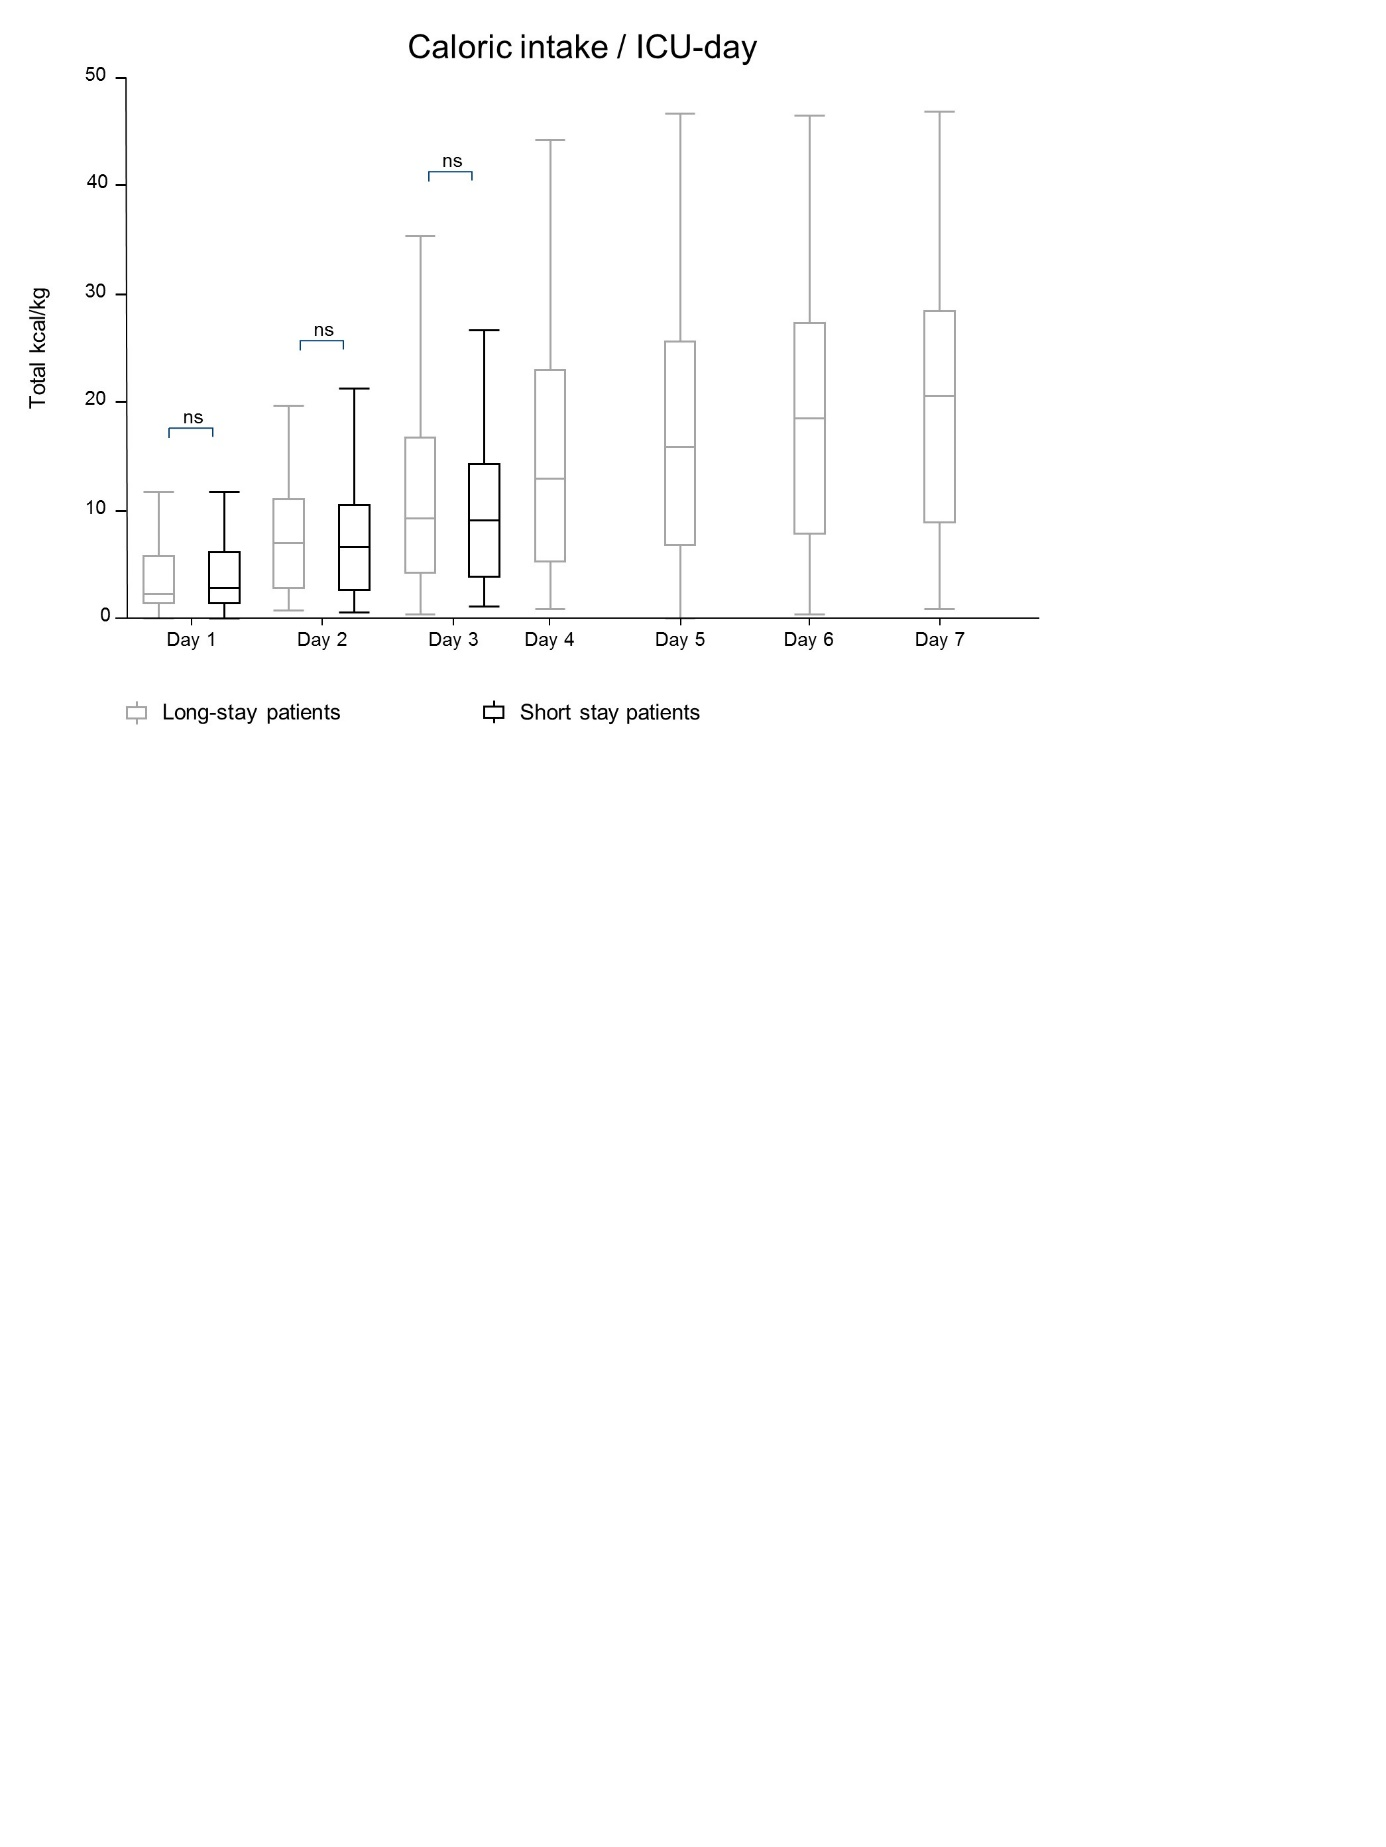 Caloric intake / ICU-day
50
40
30
20
10
0
Total kcal/kg
ns
ns
ns
Day 1 Day 2 Day 3 Day 4 Day 5 Day 6 Day 7
Long-stay patients Short stay patients